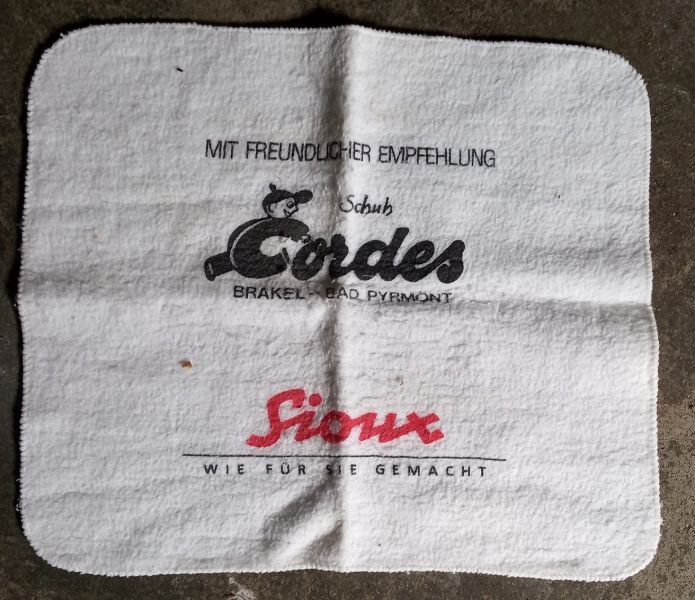 MIT FREUNDLICHER EMPFEHLUNG
Schuh
Cordes
BRAKEL - BAD PYRMONT
Sioux
WIE FÜR SIE GEMACHT